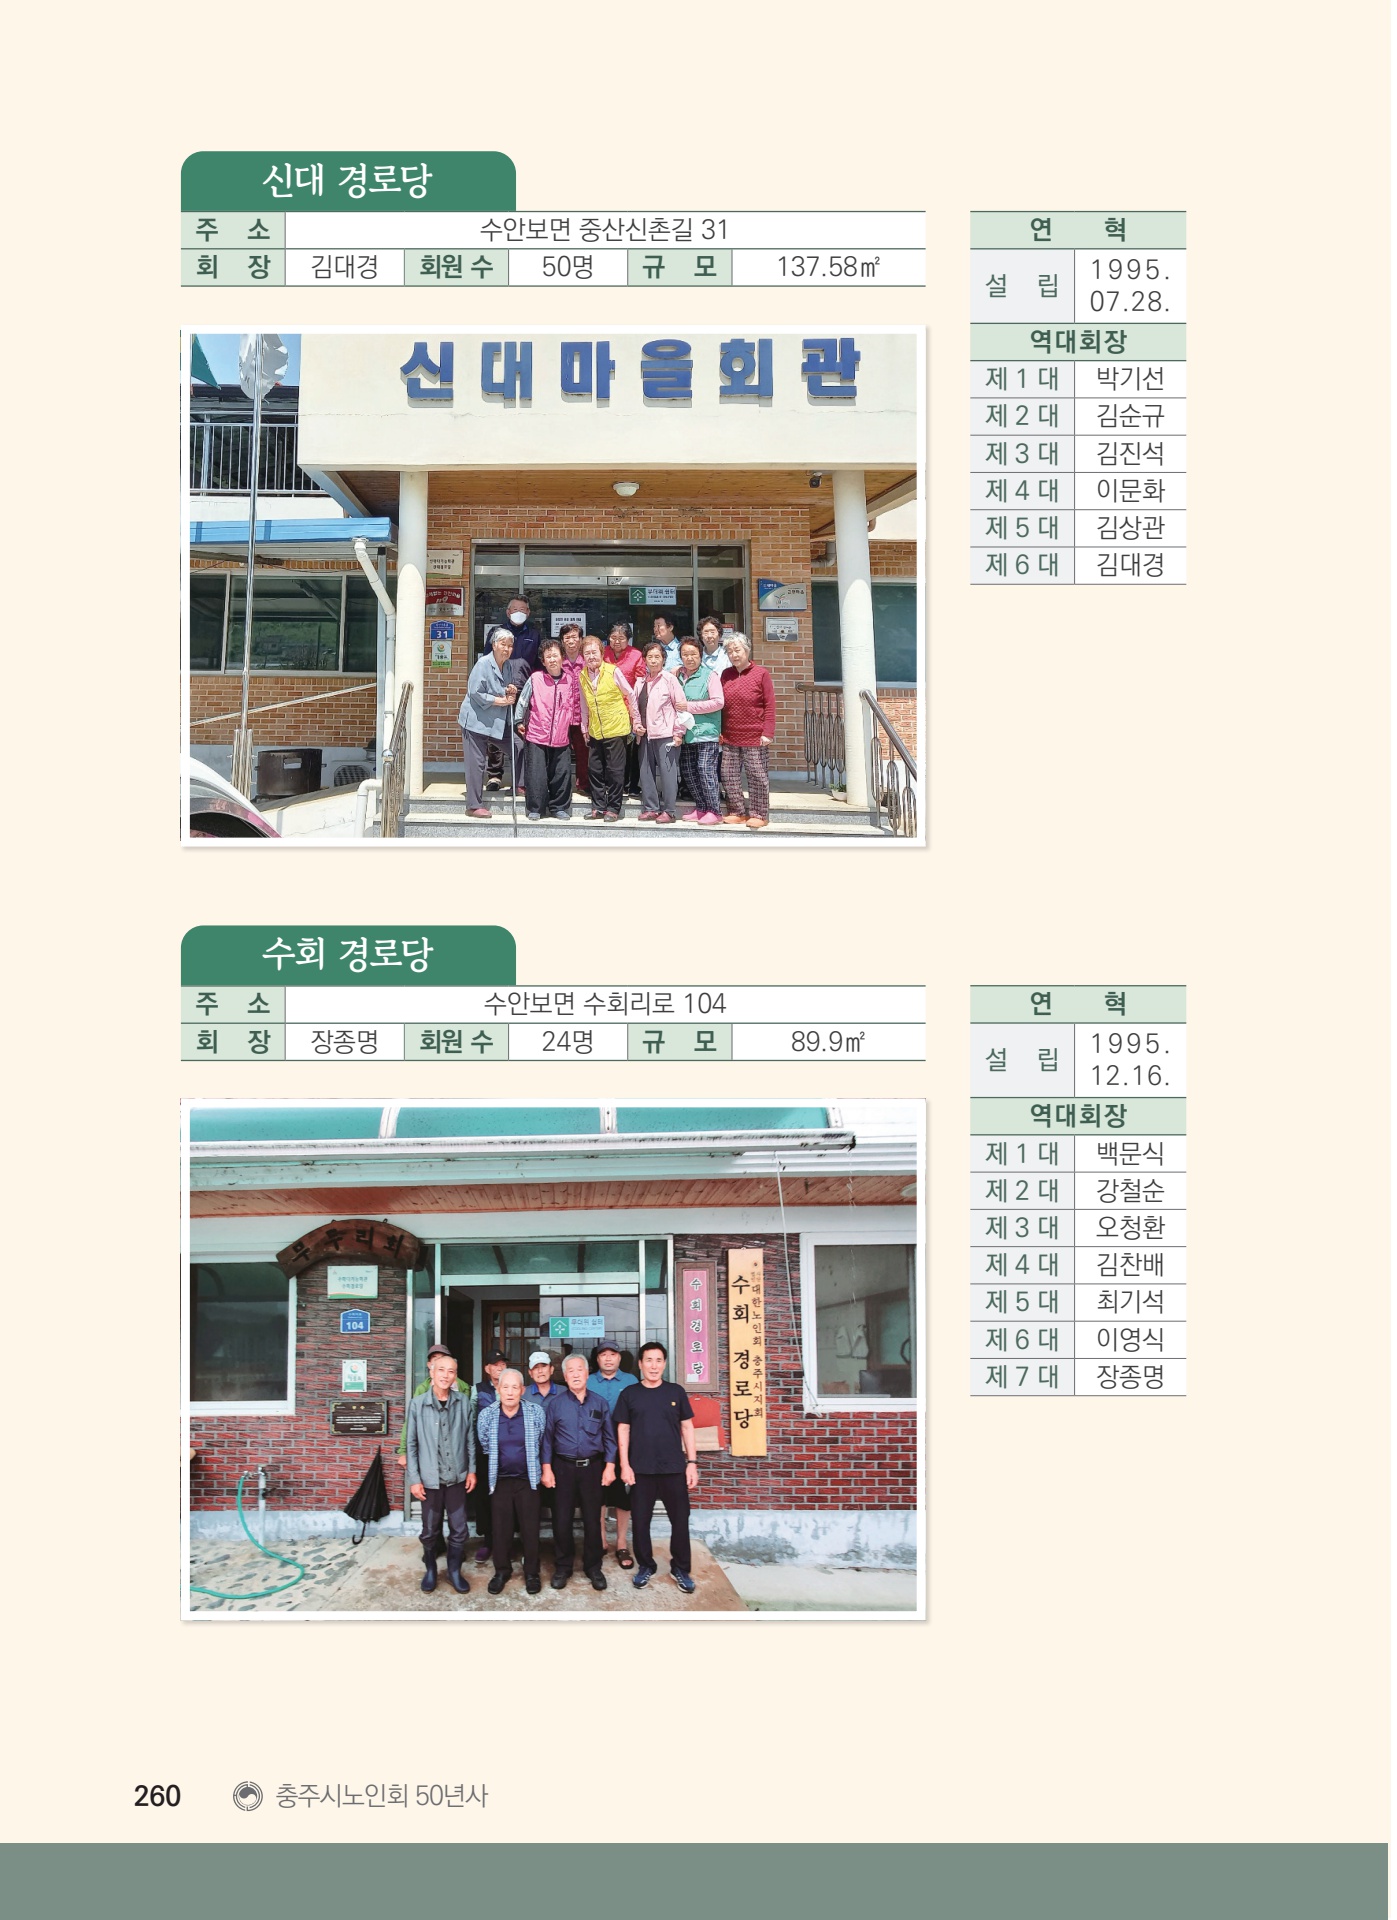 신대 경로당
주 소 수안보면 중산신촌길 31
회 장 김대경 회원 수 50명 규 모 137.58㎡
연 혁
설 립 1995. 07.28.
역대회장
제 1 대 박기선
제 2 대 김순규
제 3 대 김진석
제 4 대 이문화
제 5 대 김상관
제 6 대 김대경
신대마을회관
무더위 쉼터
31
수회 경로당
주 소 수안보면 수회리로 104
회 장 장종명 회원 수 24명 규 모 89.9㎡
연 혁
설 립 1995. 12.16.
역대회장
제 1 대 백문식
제 2 대 강철순
제 3 대 오청환
제 4 대 김찬배
제 5 대 최기석
제 6 대 이영식
제 7 대 장종명
104
무더위 쉼터
수회경로당
대한노인회 충주시지회
수회 경로당
260 충주시노인회 50년사